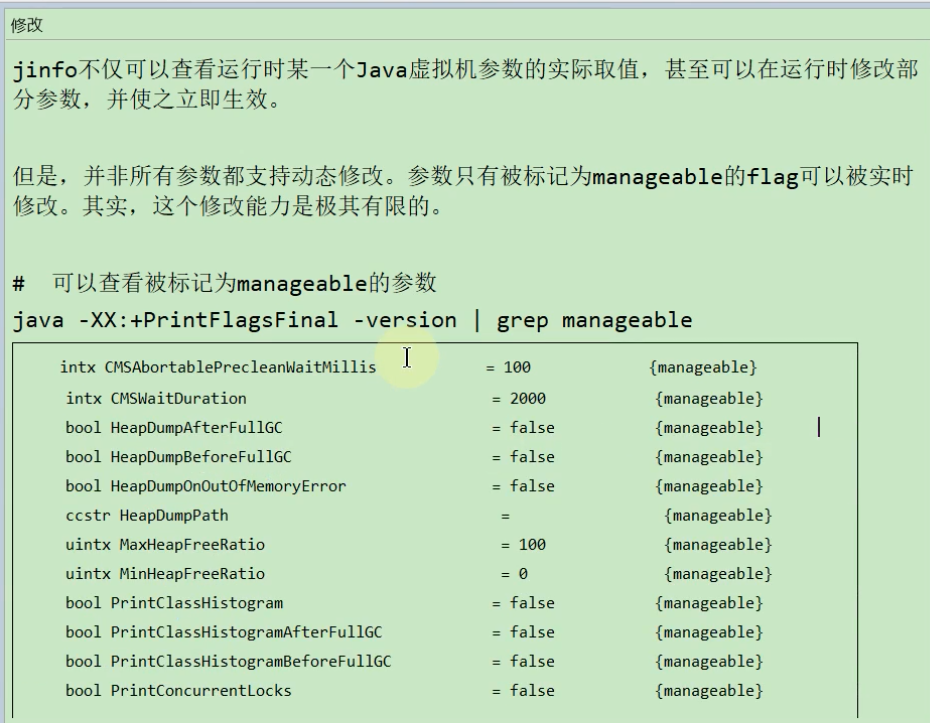 修改
jinfo不仅可以查看运行时某一个Java虚拟机参数的实际取值，甚至可以在运行时修改部
分参数，并使之立即生效。
但是，并非所有参数都支持动态修改。参数只有被标记为manageable的flag可以被实时
修改。其实，这个修改能力是极其有限的。
# 可以查看被标记为manageable的参数
java -XX:+PrintFlagsFinal -version | grep manageable
intx CMSAbortablePrecleanWaitMillis = 100 {manageable}
intx CMSWaitDuration = 2000 {manageable}
bool HeapDumpAfterFullGC = false {manageable}
bool HeapDumpBeforeFullGC = false {manageable}
bool HeapDumpOnOutOfMemoryError = false {manageable}
ccstr HeapDumpPath = {manageable}
uintx MaxHeapFreeRatio = 100 {manageable}
uintx MinHeapFreeRatio = 0 {manageable}
bool PrintClassHistogram = false {manageable}
bool PrintClassHistogramAfterFullGC = false {manageable}
bool PrintClassHistogramBeforeFullGC = false {manageable}
bool PrintConcurrentLocks = false {manageable}